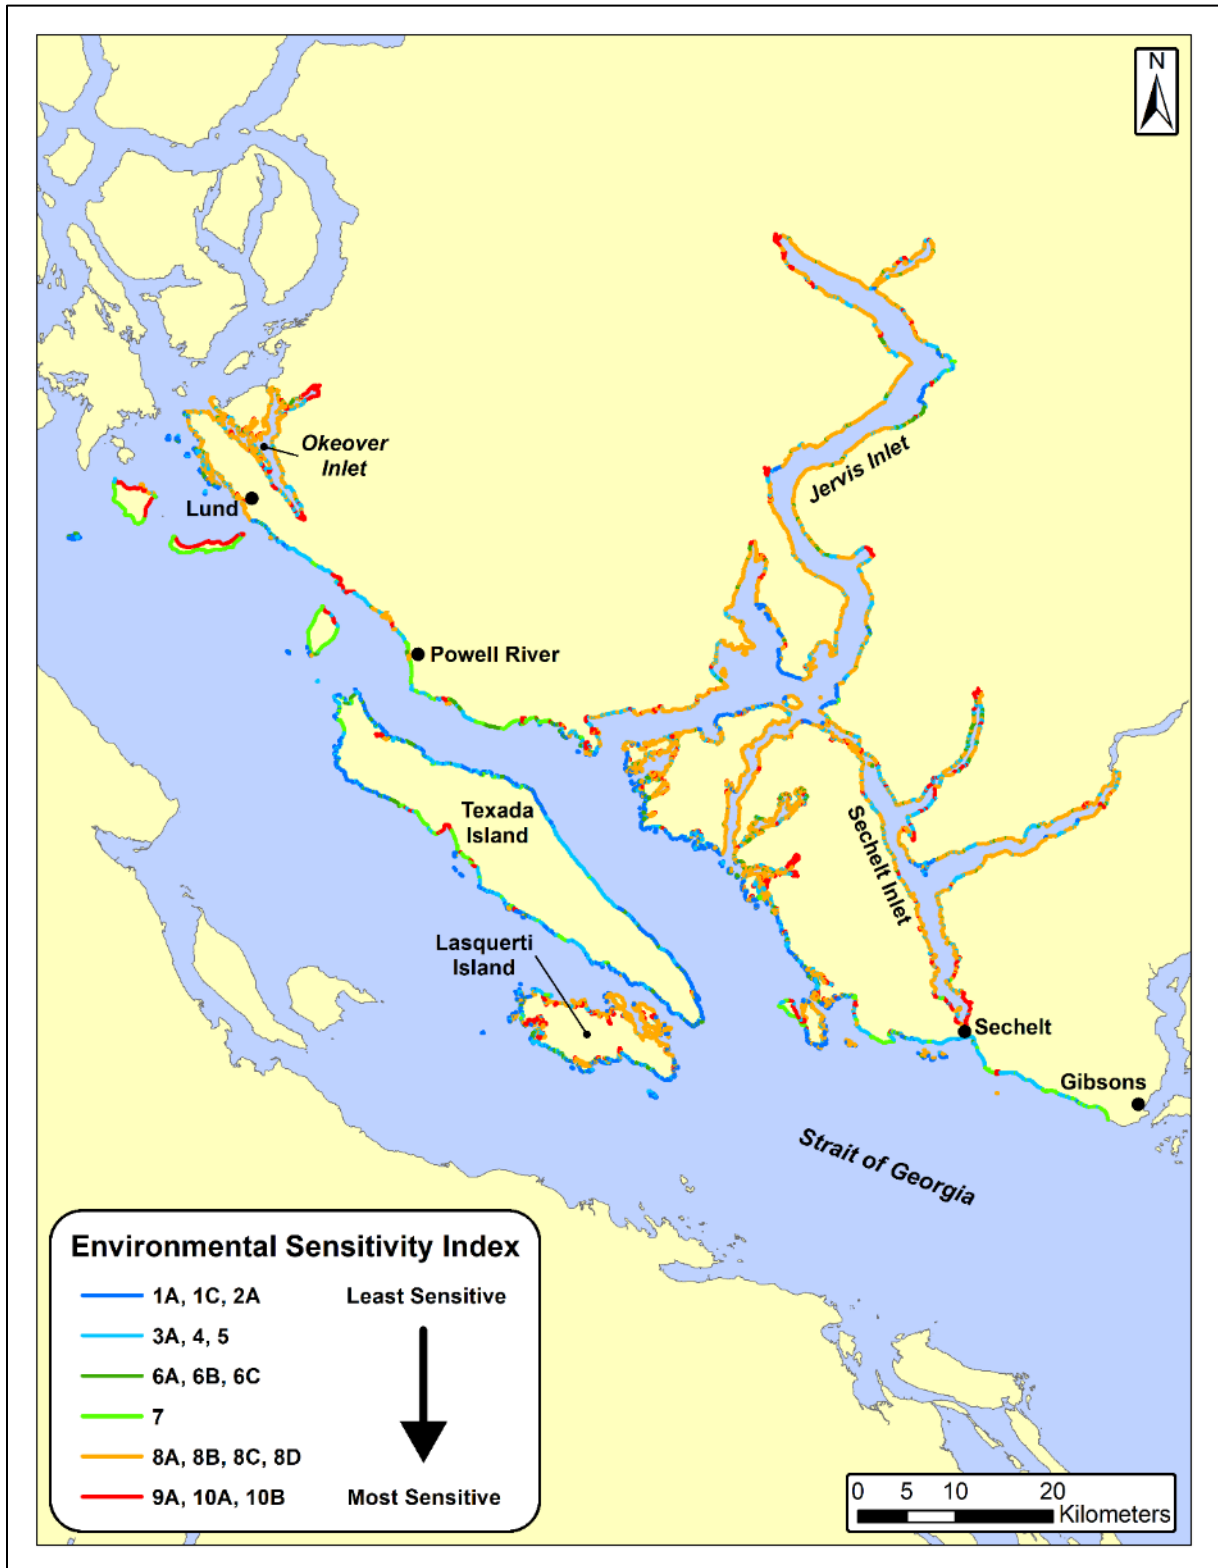 N
Okeover
Inlet
Lund
Jervis Inlet
Powell River
Texada
Island
Sechelt Inlet
Lasquerti
Island
Sechelt
Gibsons
Strait of Georgia
Environmental Sensitivity Index
1A, 1C, 2A Least Sensitive
3A, 4, 5
6A, 6B, 6C
7
8A, 8B, 8C, 8D
9A, 10A, 10B Most Sensitive
0 5 10 20
Kilometers